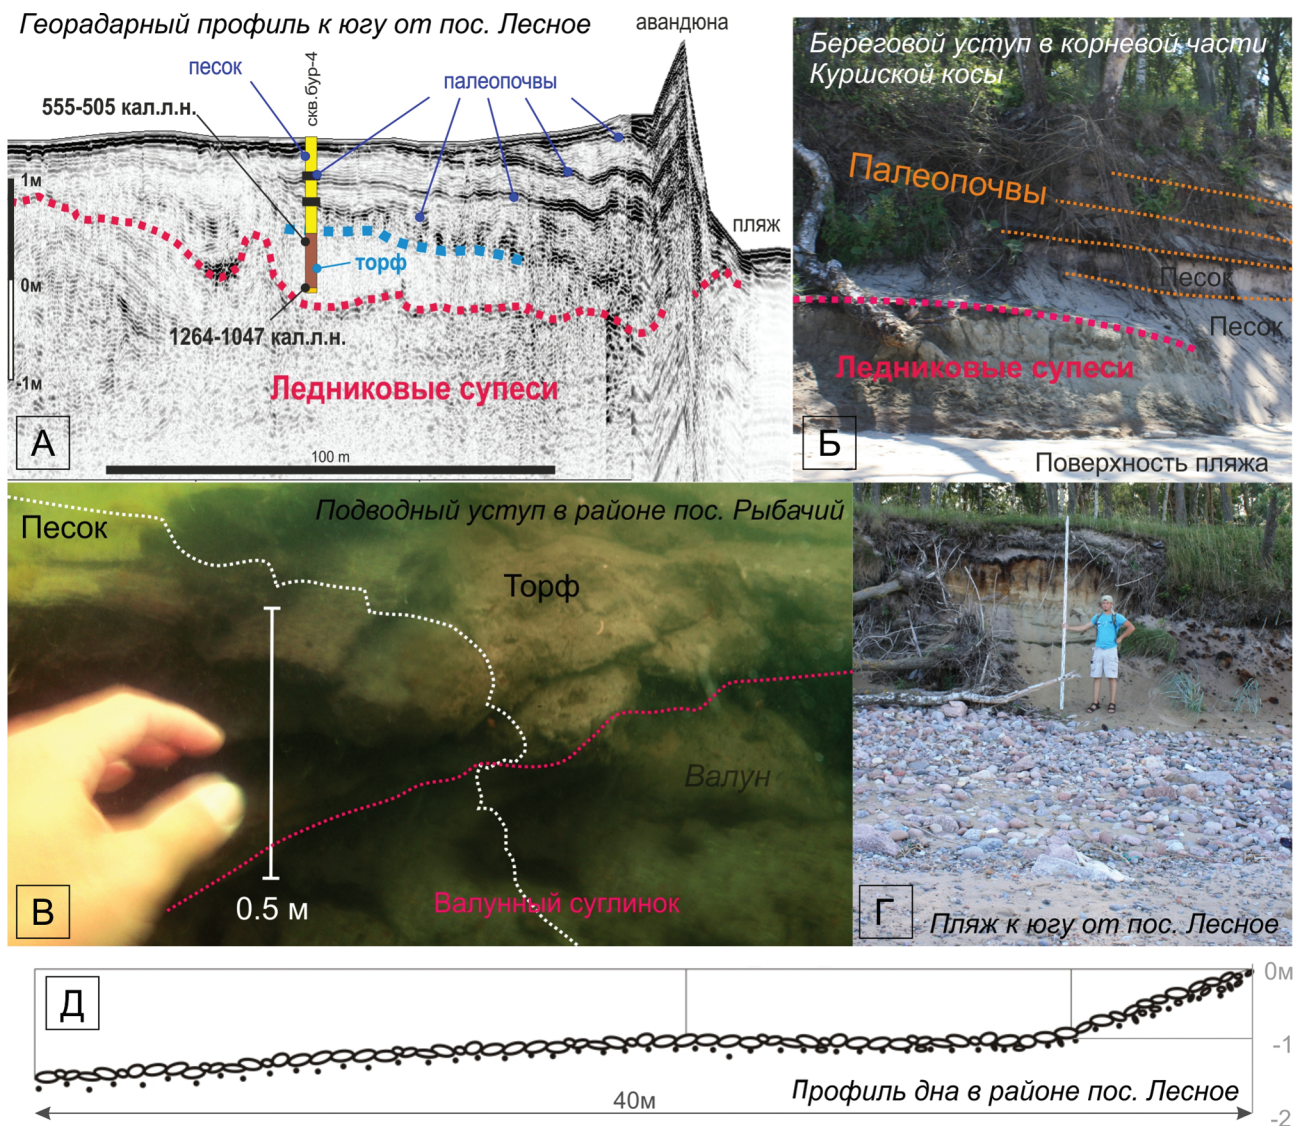 Георадарный профиль к югу от пос. Лесное
авандюна
песок
скв.бур-4
палеопочвы
555-505 кал.л.н.
1м
пляж
торф
0м
1264-1047 кал.л.н.
-1м
Ледниковые супеси
А
100 m
Береговой уступ в корневой части
Куршской косы
Палеопочвы
Песок
Песок
Ледниковые супеси
Б
Поверхность пляжа
Подводный уступ в районе пос. Рыбачий
Песок
Торф
Валун
0.5 м
Валунный суглинок
В
Г
Пляж к югу от пос. Лесное
Д
0м
-1
Профиль дна в районе пос. Лесное
40м
-2